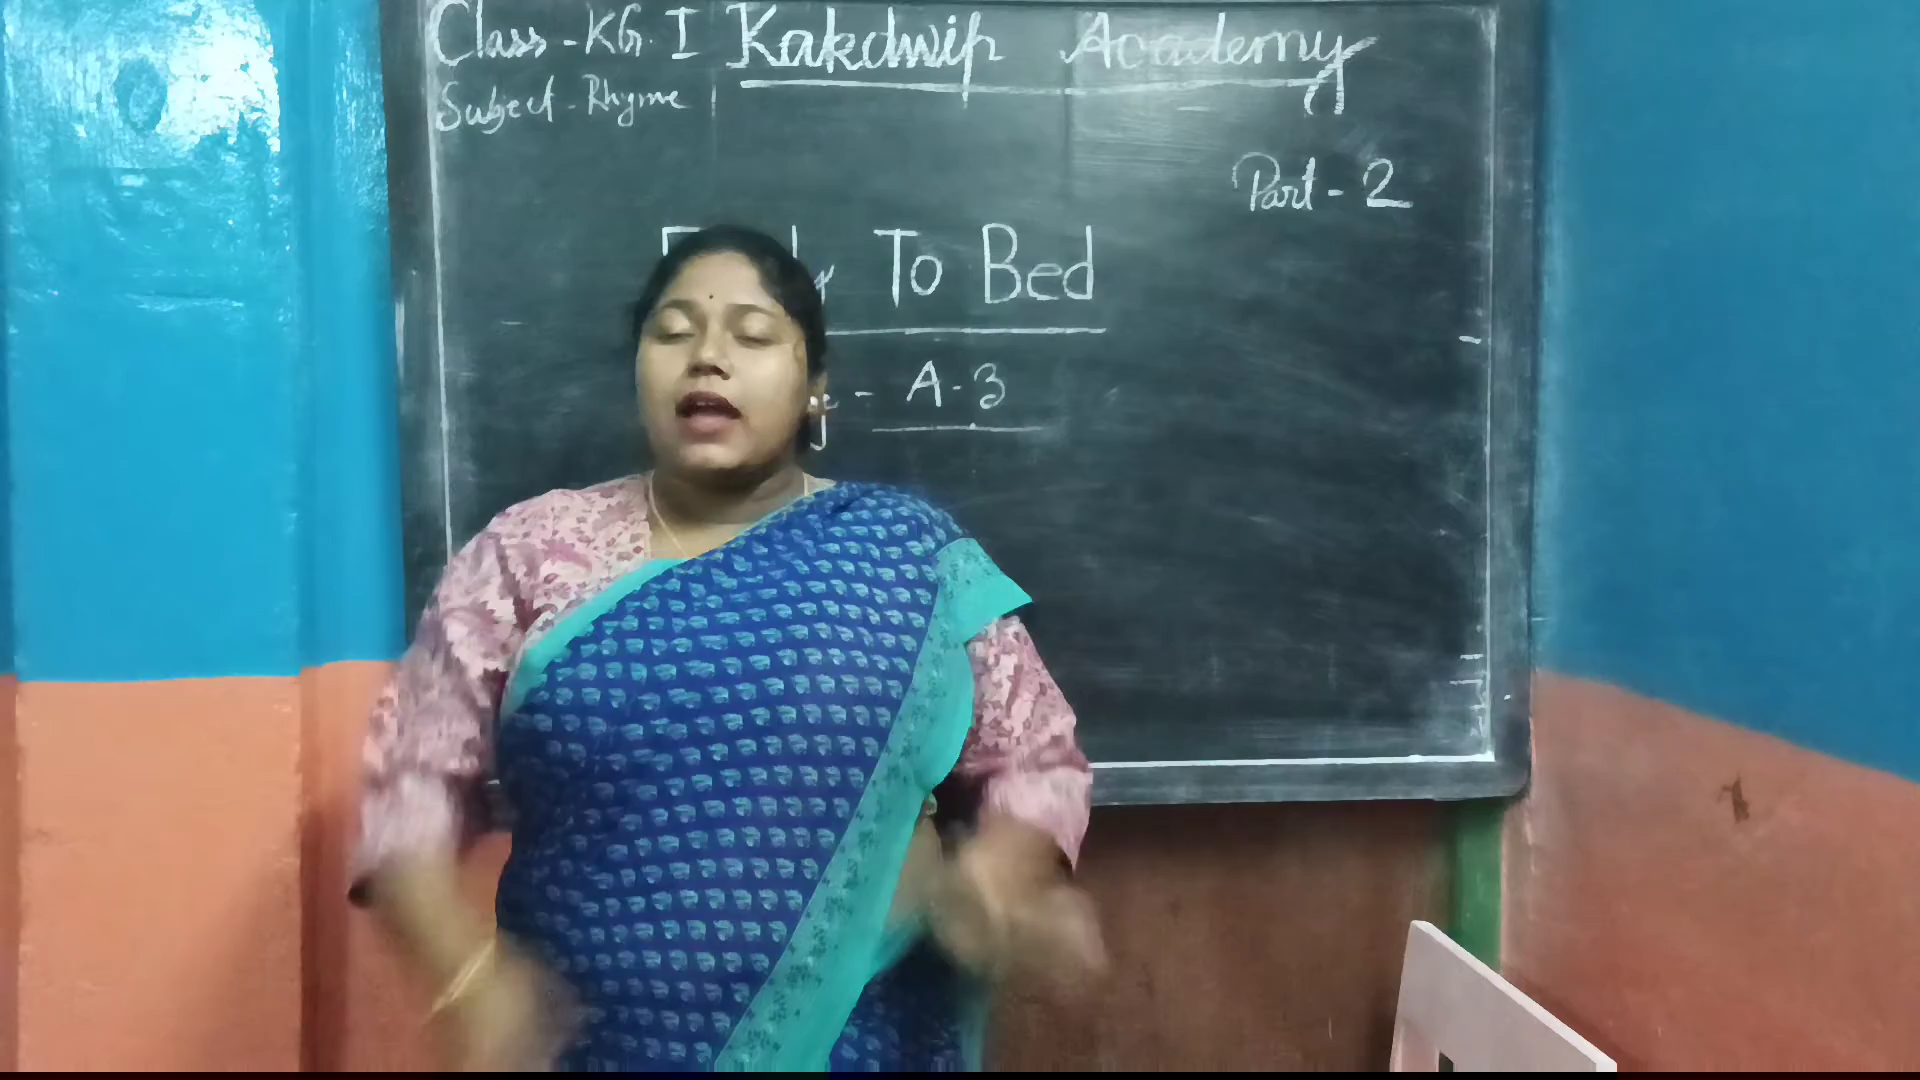 Class - KG. I Kakdwip Academy
Subject - Rhyme
Part - 2
To Bed
- A-3